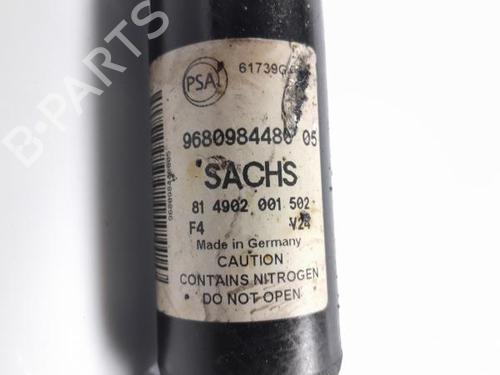 PSA
9680984480 05
SACHS
81 4902 001 502
F4 V24
Made in Germany
CAUTION
CONTAINS NITROGEN
DO NOT OPEN
B-PARTS